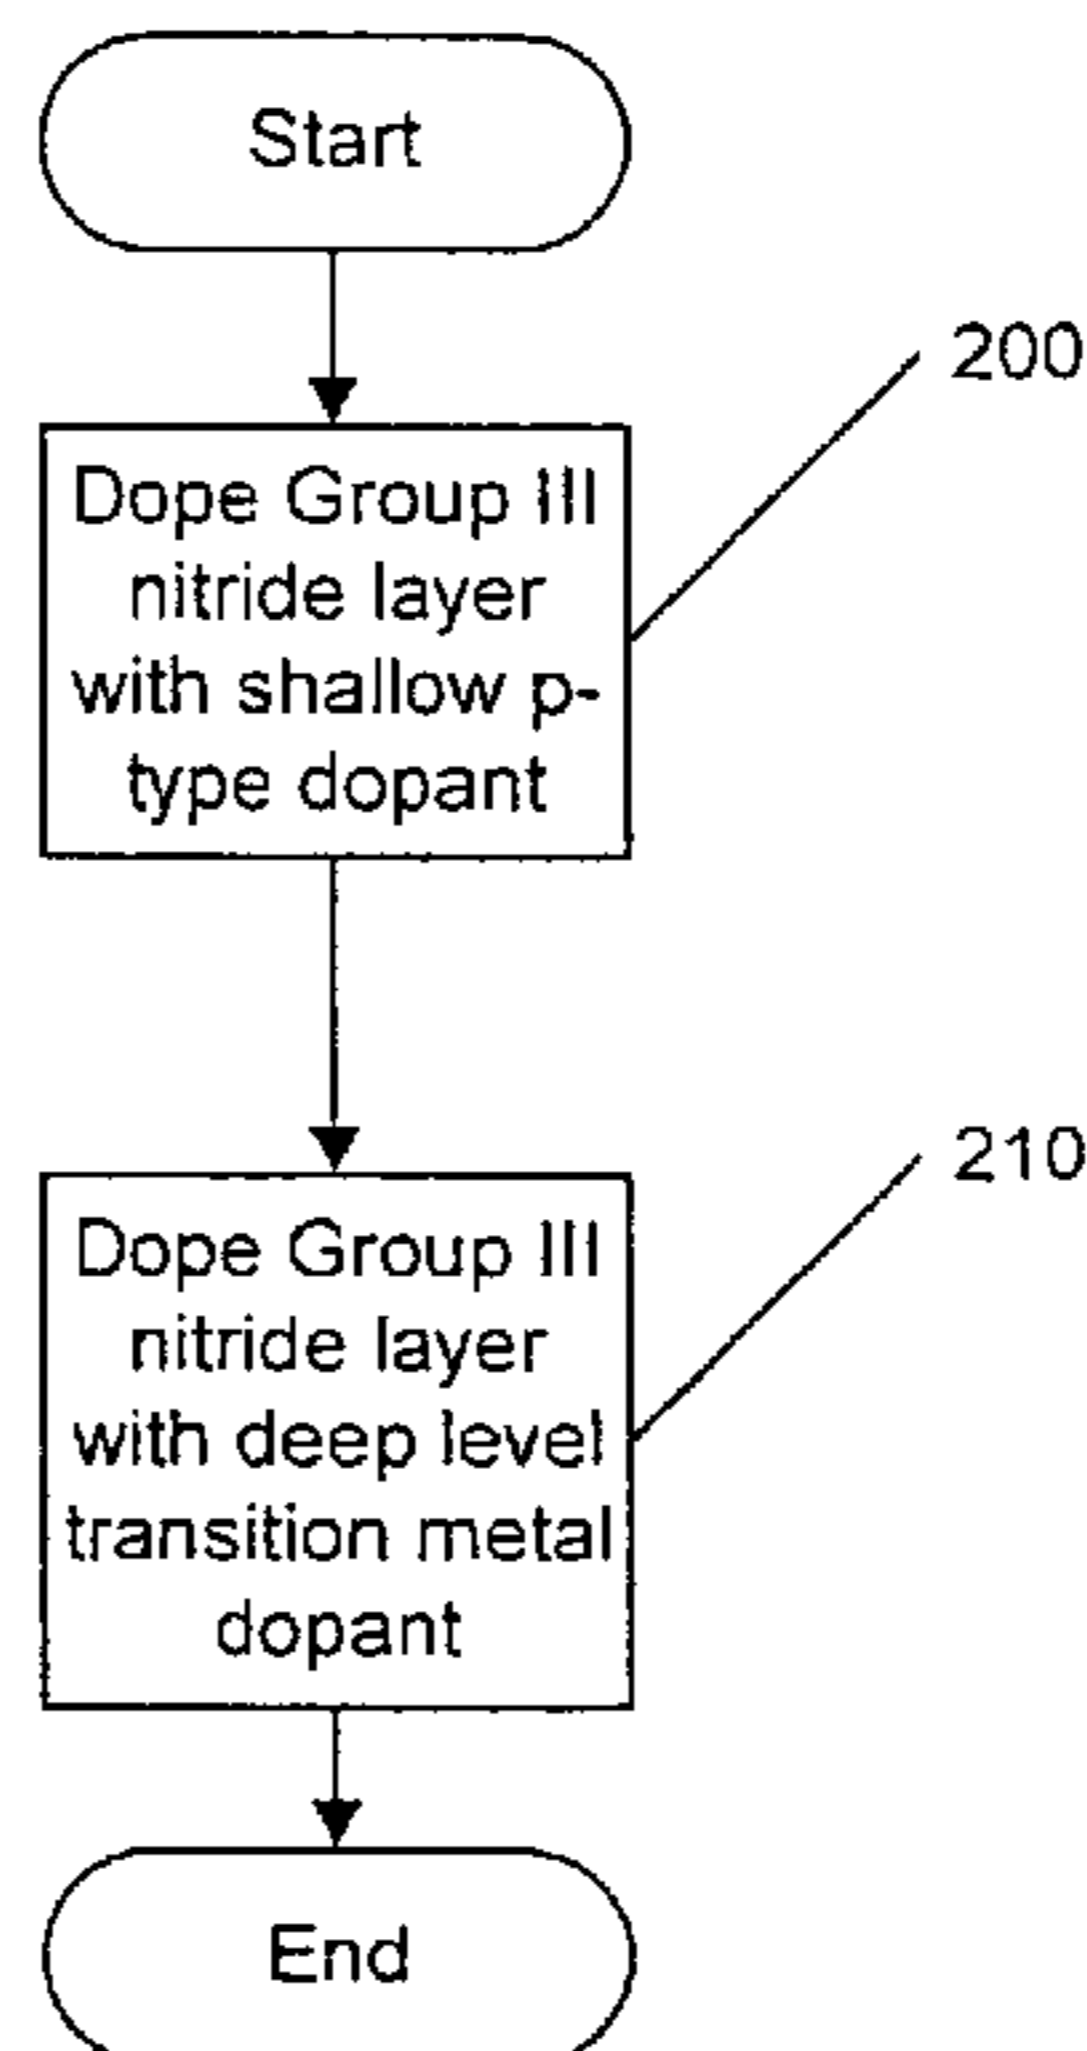 Start
200
Dope Group III
nitride layer
with shallow p-
type dopant
210
Dope Group III
nitride layer
with deep level
transition metal
dopant
End